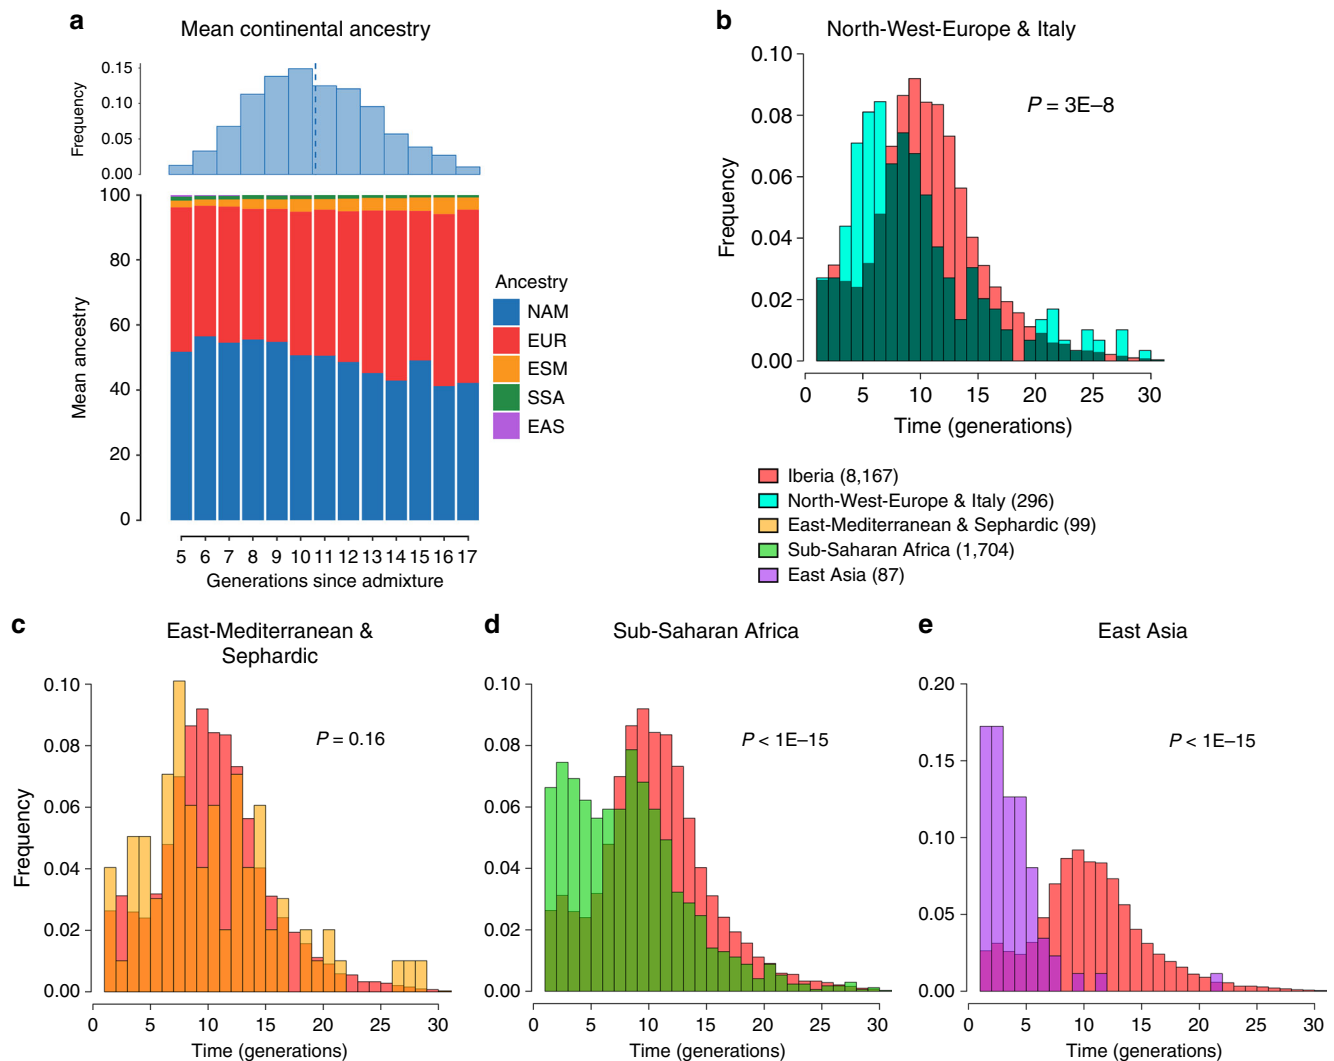 a
Mean continental ancestry
Frequency
0.15
0.10
0.05
0.00
Mean ancestry
100
80
60
40
20
0
5 6 7 8 9 10 11 12 13 14 15 16 17
Generations since admixture
Ancestry
NAM
EUR
ESM
SSA
EAS
b
North-West-Europe & Italy
P = 3E–8
Frequency
0.10
0.08
0.06
0.04
0.02
0.00
0 5 10 15 20 25 30
Time (generations)
Iberia (8,167)
North-West-Europe & Italy (296)
East-Mediterranean & Sephardic (99)
Sub-Saharan Africa (1,704)
East Asia (87)
c
East-Mediterranean &
Sephardic
P = 0.16
Frequency
0.10
0.08
0.06
0.04
0.02
0.00
0 5 10 15 20 25 30
Time (generations)
d
Sub-Saharan Africa
P < 1E–15
0.10
0.08
0.06
0.04
0.02
0.00
0 5 10 15 20 25 30
Time (generations)
e
East Asia
P < 1E–15
0.20
0.15
0.10
0.05
0.00
0 5 10 15 20 25 30
Time (generations)